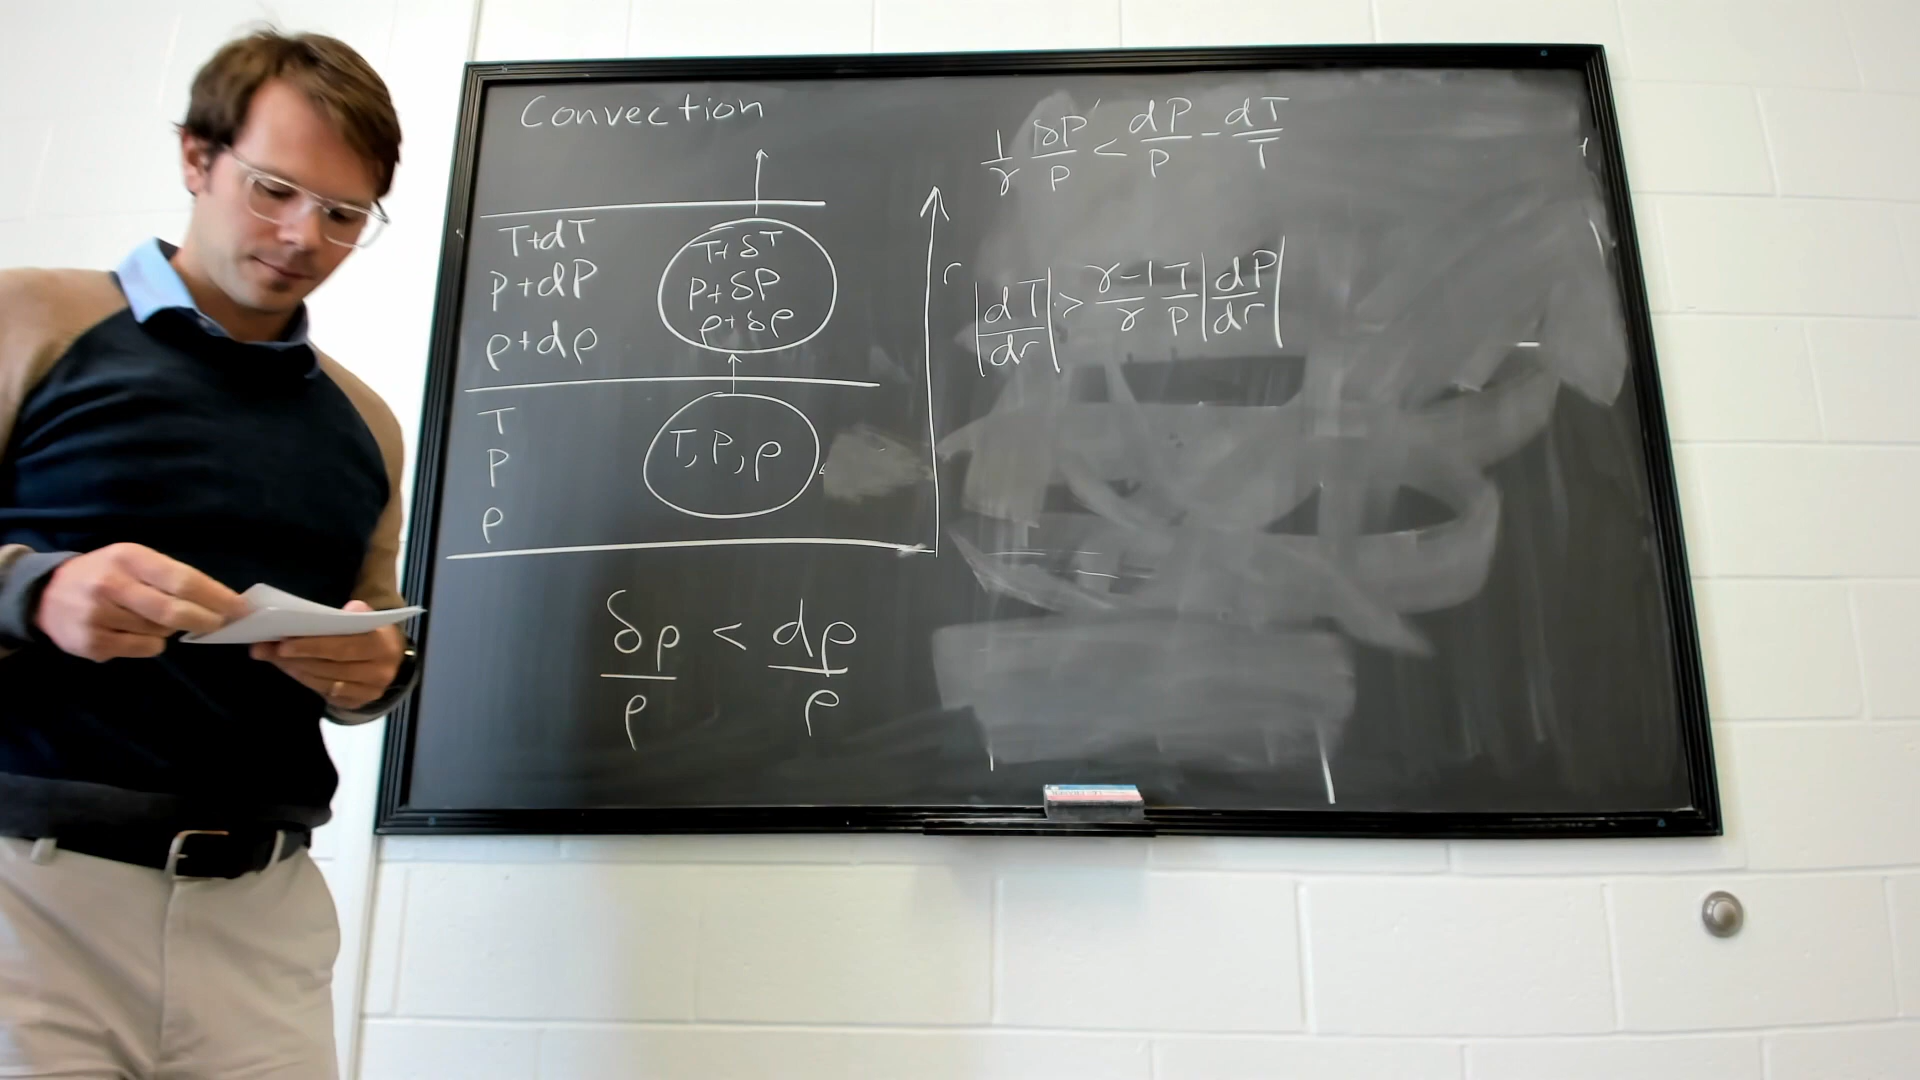 Convection
T+dT
P+dP
ρ+dρ
T+δT
P+δP
ρ+δρ
T
P
ρ
T, P, ρ
δρ/ρ < dρ/ρ
r
1/γ δP/P < dP/P - dT/T
|dT/dr| > γ-1/γ T/P |dP/dr|